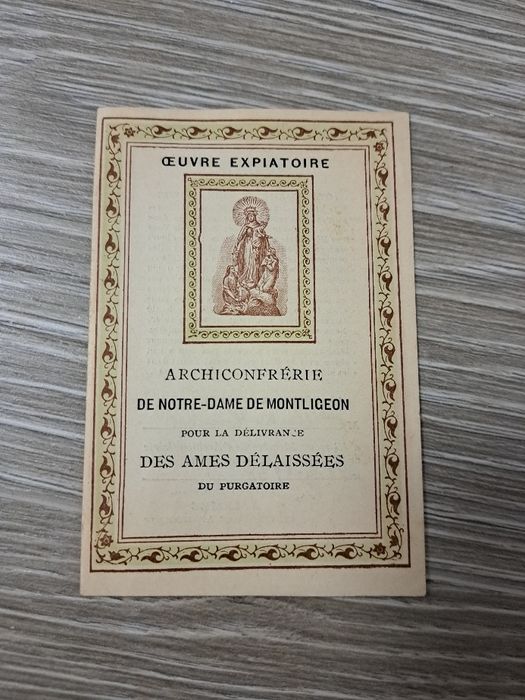 ŒUVRE EXPIATOIRE
ARCHICONFRÉRIE
DE NOTRE-DAME DE MONTLIGEON
POUR LA DÉLIVRANCE
DES AMES DÉLAISSÉES
DU PURGATOIRE